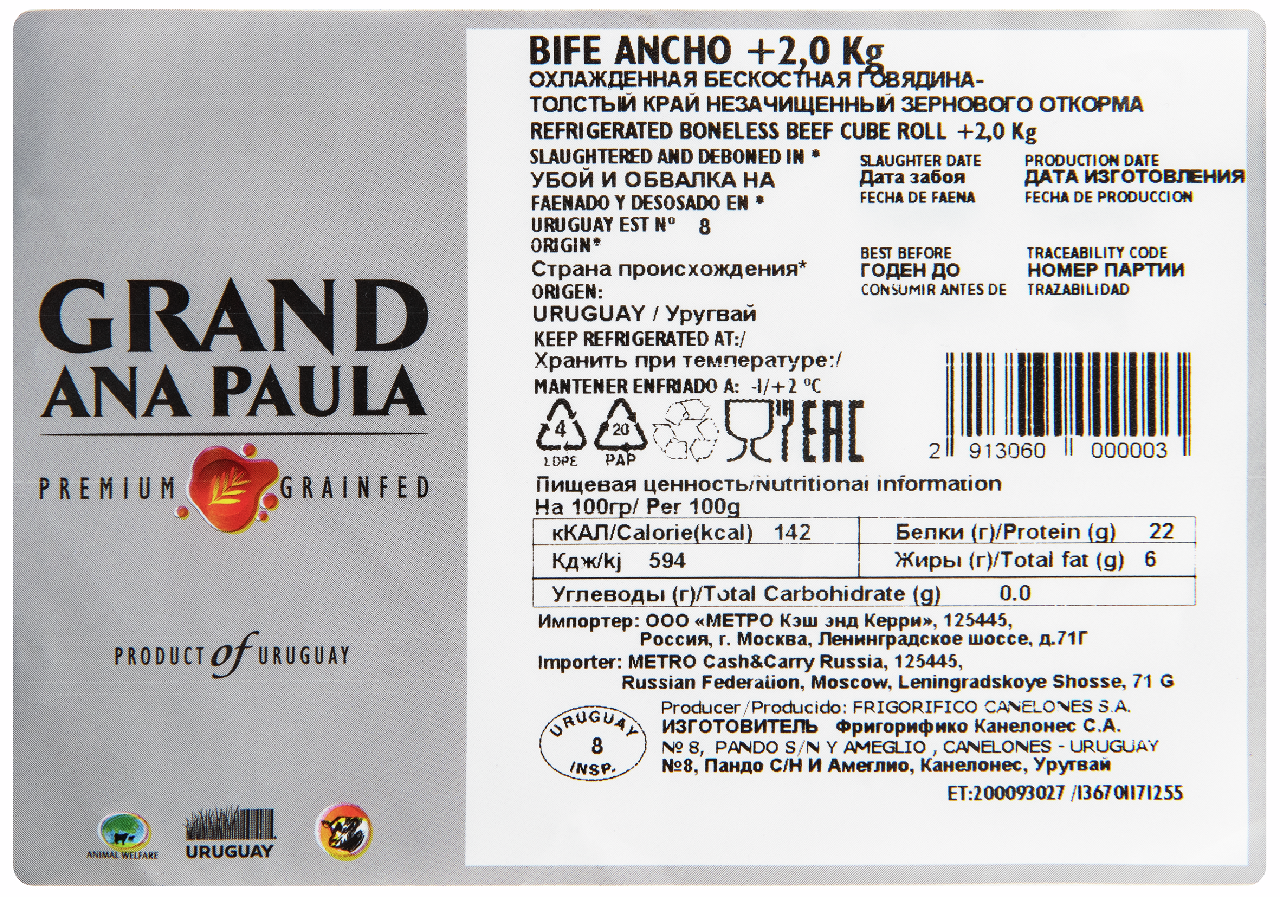 GRAND
ANA PAULA
PREMIUM GRAINFED
PRODUCT of URUGUAY
ANIMAL WELFARE
URUGUAY
BIFE ANCHO +2,0 Kg
ОХЛАЖДЕННАЯ БЕСКОСТНАЯ ГОВЯДИНА-
ТОЛСТЫЙ КРАЙ НЕЗАЧИЩЕННЫЙ ЗЕРНОВОГО ОТКОРМА
REFRIGERATED BONELESS BEEF CUBE ROLL +2,0 Kg
SLAUGHTERED AND DEBONED IN *
УБОЙ И ОБВАЛКА НА
FAENADO Y DESOSADO EN *
URUGUAY EST Nº 8
ORIGIN*
Страна происхождения*
ORIGEN:
URUGUAY / Уругвай
KEEP REFRIGERATED AT:/
Хранить при температуре:/
MANTENER ENFRIADO A: -1/+2 ºC
SLAUGHTER DATE
Дата забоя
FECHA DE FAENA
PRODUCTION DATE
ДАТА ИЗГОТОВЛЕНИЯ
FECHA DE PRODUCCION
BEST BEFORE
ГОДЕН ДО
CONSUMIR ANTES DE
TRACEABILITY CODE
НОМЕР ПАРТИИ
TRAZABILIDAD
4
LDPE
20
PAP
EAC
2 913060 000003
Пищевая ценность/Nutritional information
На 100гр/ Per 100g
кКАЛ/Calorie(kcal) 142 Белки (г)/Protein (g) 22
Кдж/kj 594 Жиры (г)/Total fat (g) 6
Углеводы (г)/Total Carbohidrate (g) 0.0
Импортер: ООО «МЕТРО Кэш энд Керри», 125445,
Россия, г. Москва, Ленинградское шоссе, д.71Г
Importer: METRO Cash&Carry Russia, 125445,
Russian Federation, Moscow, Leningradskoye Shosse, 71 G
URUGUAY
8
INSP.
Producer/Producido: FRIGORIFICO CANELONES S.A.
ИЗГОТОВИТЕЛЬ Фригорифико Канелонес С.А.
Nº 8, PANDO S/N Y AMEGLIO , CANELONES - URUGUAY
№8, Пандо С/Н И Амеглио, Канелонес, Уругвай
ET:200093027 /136701171255